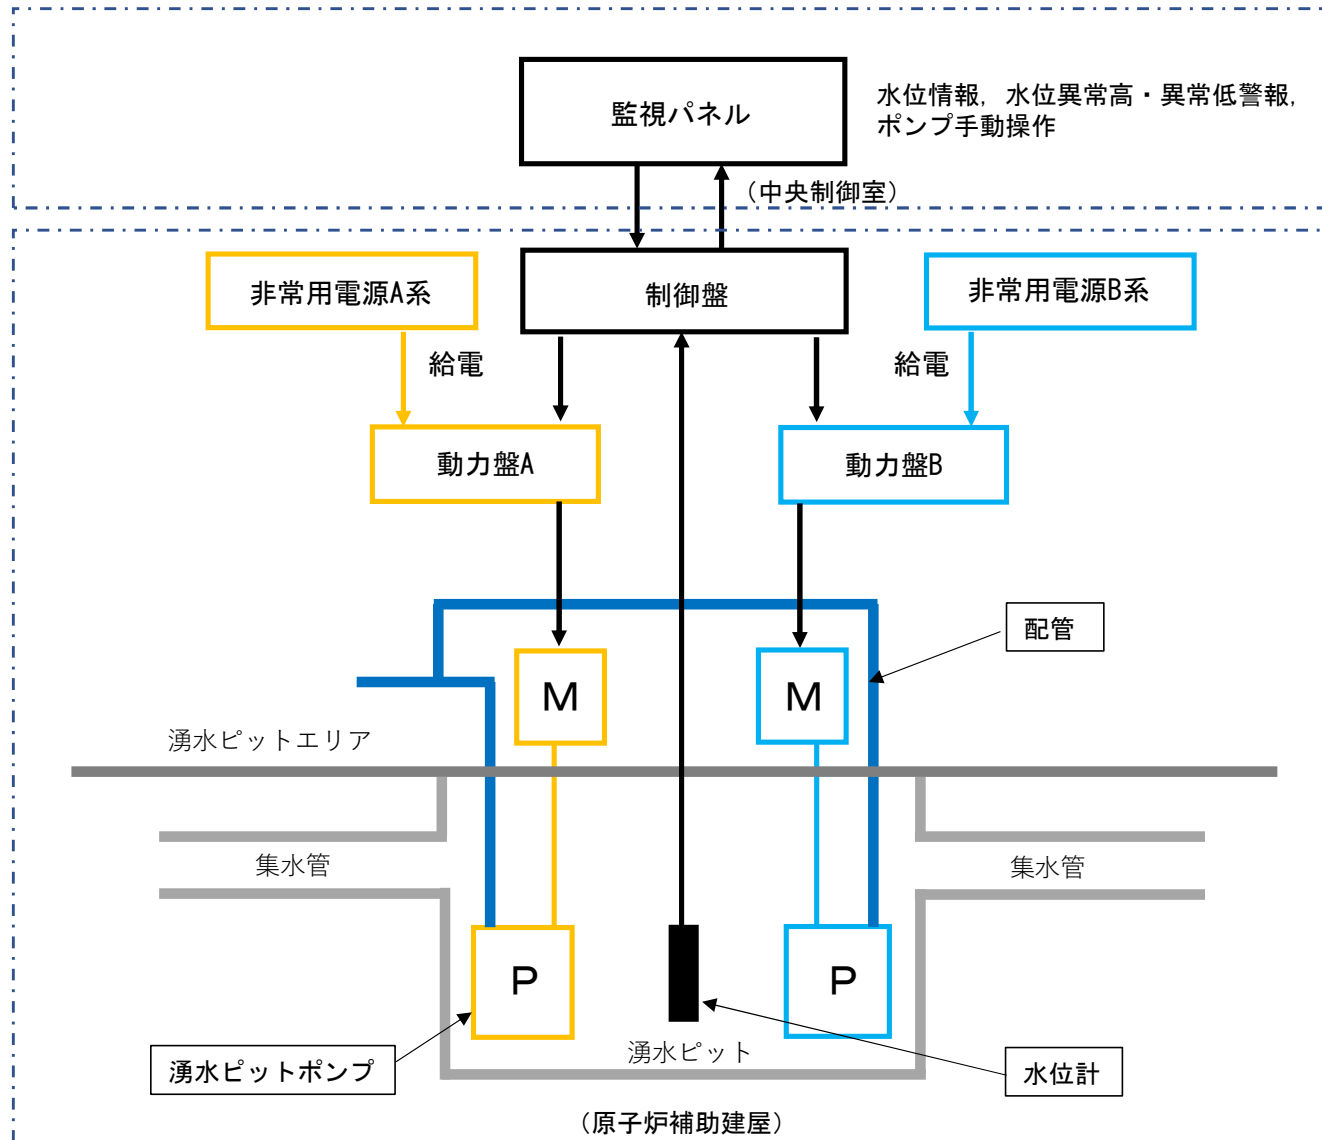 監視パネル
水位情報，水位異常高・異常低警報，
ポンプ手動操作
（中央制御室）
非常用電源A系
制御盤
非常用電源B系
給電
給電
動力盤A
動力盤B
配管
M
M
湧水ピットエリア
集水管
集水管
P
P
湧水ピット
湧水ピットポンプ
水位計
（原子炉補助建屋）